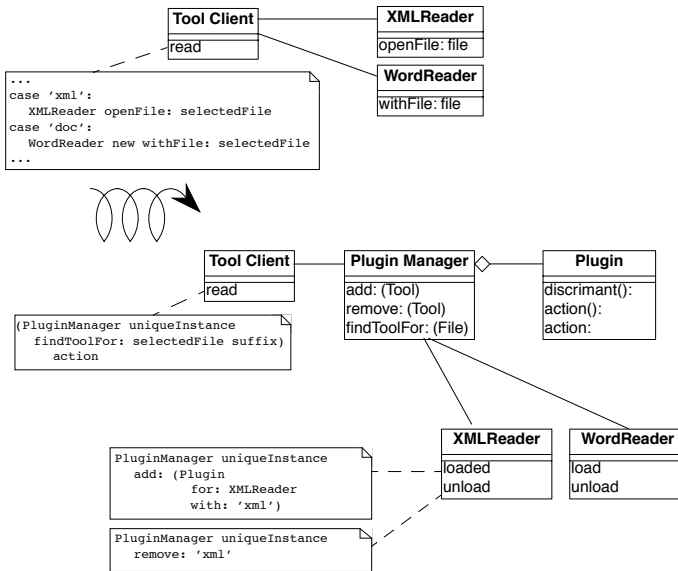 Tool Client
read
XMLReader
openFile: file
WordReader
withFile: file
...
case 'xml':
XMLReader openFile: selectedFile
case 'doc':
WordReader new withFile: selectedFile
...
Tool Client
read
Plugin Manager
add: (Tool)
remove: (Tool)
findToolFor: (File)
Plugin
discrimant():
action():
action:
(PluginManager uniqueInstance
findToolFor: selectedFile suffix)
action
XMLReader
loaded
unload
WordReader
load
unload
PluginManager uniqueInstance
add: (Plugin
for: XMLReader
with: 'xml')
PluginManager uniqueInstance
remove: 'xml'